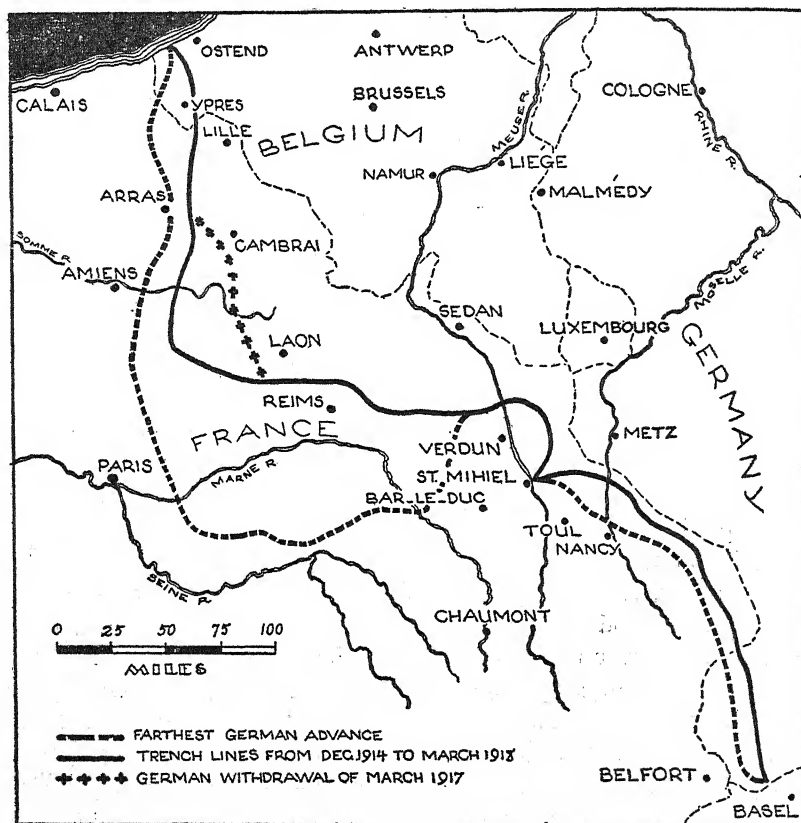 OSTEND
ANTWERP
CALAIS
YPRES
BRUSSELS
COLOGNE
LILLE
BELGIUM
MEUSE R.
RHINE R.
NAMUR
LIÉGE
MALMÉDY
ARRAS
SOMME R.
CAMBRAI
AMIENS
MOSELLE R.
SEDAN
LUXEMBOURG
LAON
GERMANY
REIMS
FRANCE
VERDUN
METZ
PARIS
MARNE R.
ST. MIHIEL
BAR-LE-DUC
TOUL
NANCY
SEINE R.
CHAUMONT
0 25 50 75 100
MILES
FARTHEST GERMAN ADVANCE
TRENCH LINES FROM DEC. 1914 TO MARCH 1918
GERMAN WITHDRAWAL OF MARCH 1917
BELFORT
BASEL